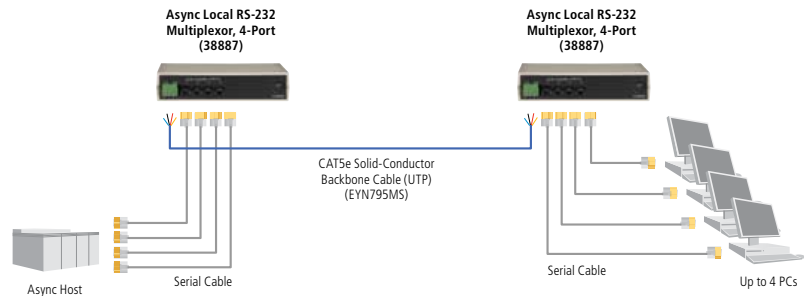 Async Local RS-232
Multiplexor, 4-Port
(38887)
Async Local RS-232
Multiplexor, 4-Port
(38887)
CAT5e Solid-Conductor
Backbone Cable (UTP)
(EYN795MS)
Async Host
Serial Cable
Serial Cable
Up to 4 PCs